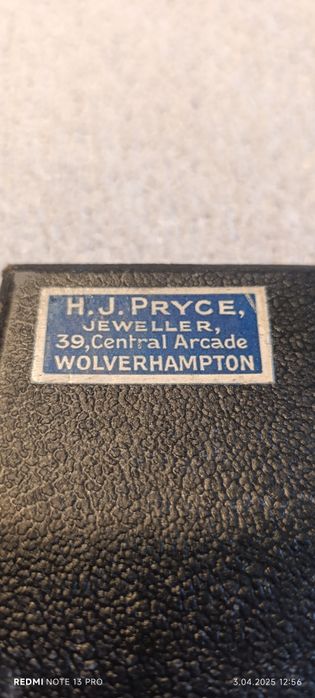 H.J. PRYCE,
JEWELLER,
39, Central Arcade
WOLVERHAMPTON
REDMI NOTE 13 PRO
3.04.2025 12:56